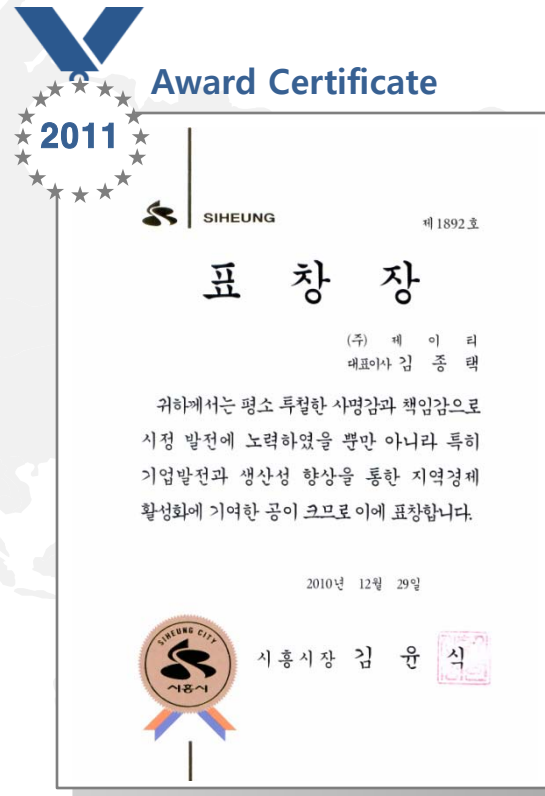 Award Certificate
2011
SIHEUNG
제 1892 호
표 창 장
(주) 제 이 티
대표이사 김 종 택
귀하께서는 평소 투철한 사명감과 책임감으로
시정 발전에 노력하였을 뿐만 아니라 특히
기업발전과 생산성 향상을 통한 지역경제
활성화에 기여한 공이 크므로 이에 표창합니다.
2010년 12월 29일
SIHEUNG CITY
시흥시
시흥시장 김 윤 식